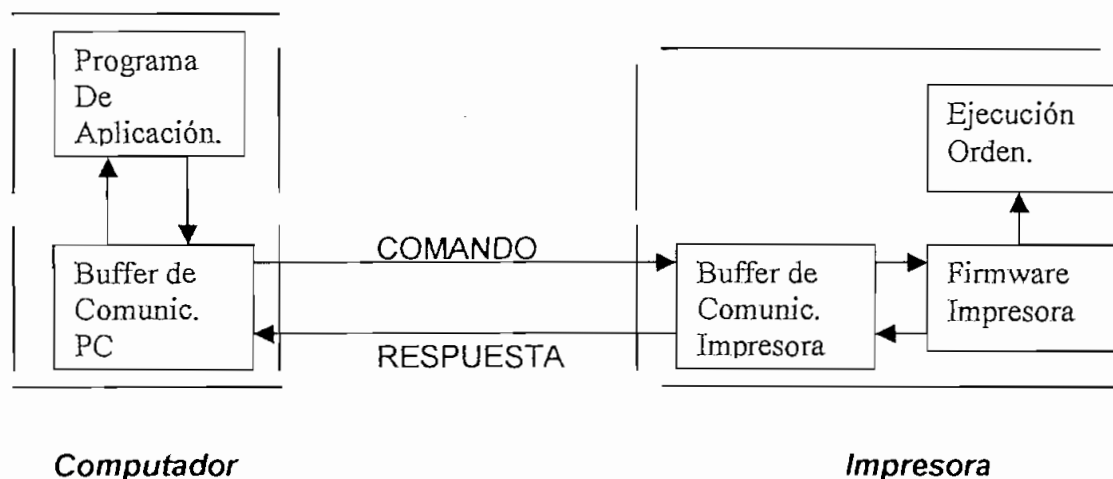 Programa
De
Aplicación.
Ejecución
Orden.
COMANDO
Buffer de
Comunic.
PC
Buffer de
Comunic.
Impresora
Firmware
Impresora
RESPUESTA
Computador
Impresora